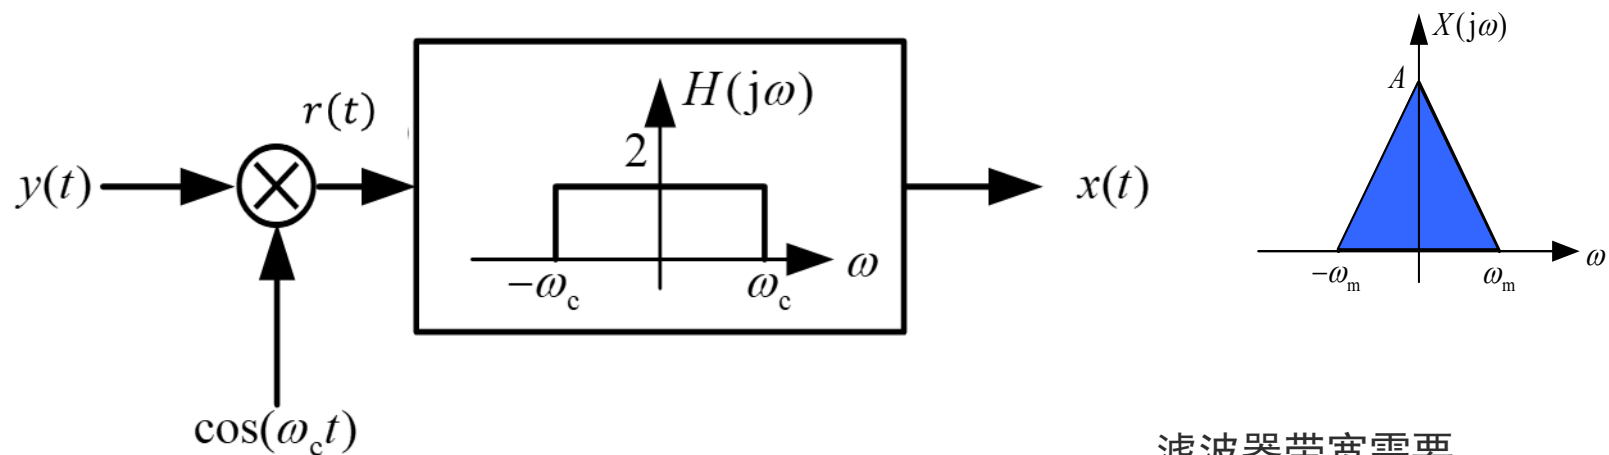 r(t)
y(t)
cos(ω_c t)
H(jω)
2
−ω_c
ω_c
ω
x(t)
X(jω)
A
−ω_m
ω_m
ω
滤波器带宽需要